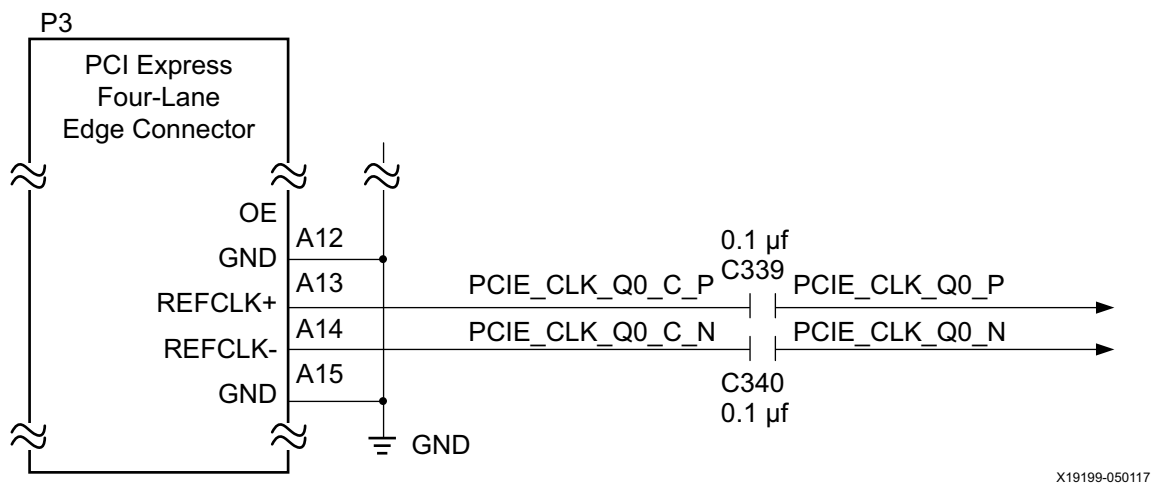 P3
PCI Express
Four-Lane
Edge Connector
OE
A12
GND
A13
REFCLK+
A14
REFCLK-
A15
GND
GND
0.1 µf
C339
PCIE_CLK_Q0_C_P
PCIE_CLK_Q0_P
PCIE_CLK_Q0_C_N
PCIE_CLK_Q0_N
C340
0.1 µf
X19199-050117